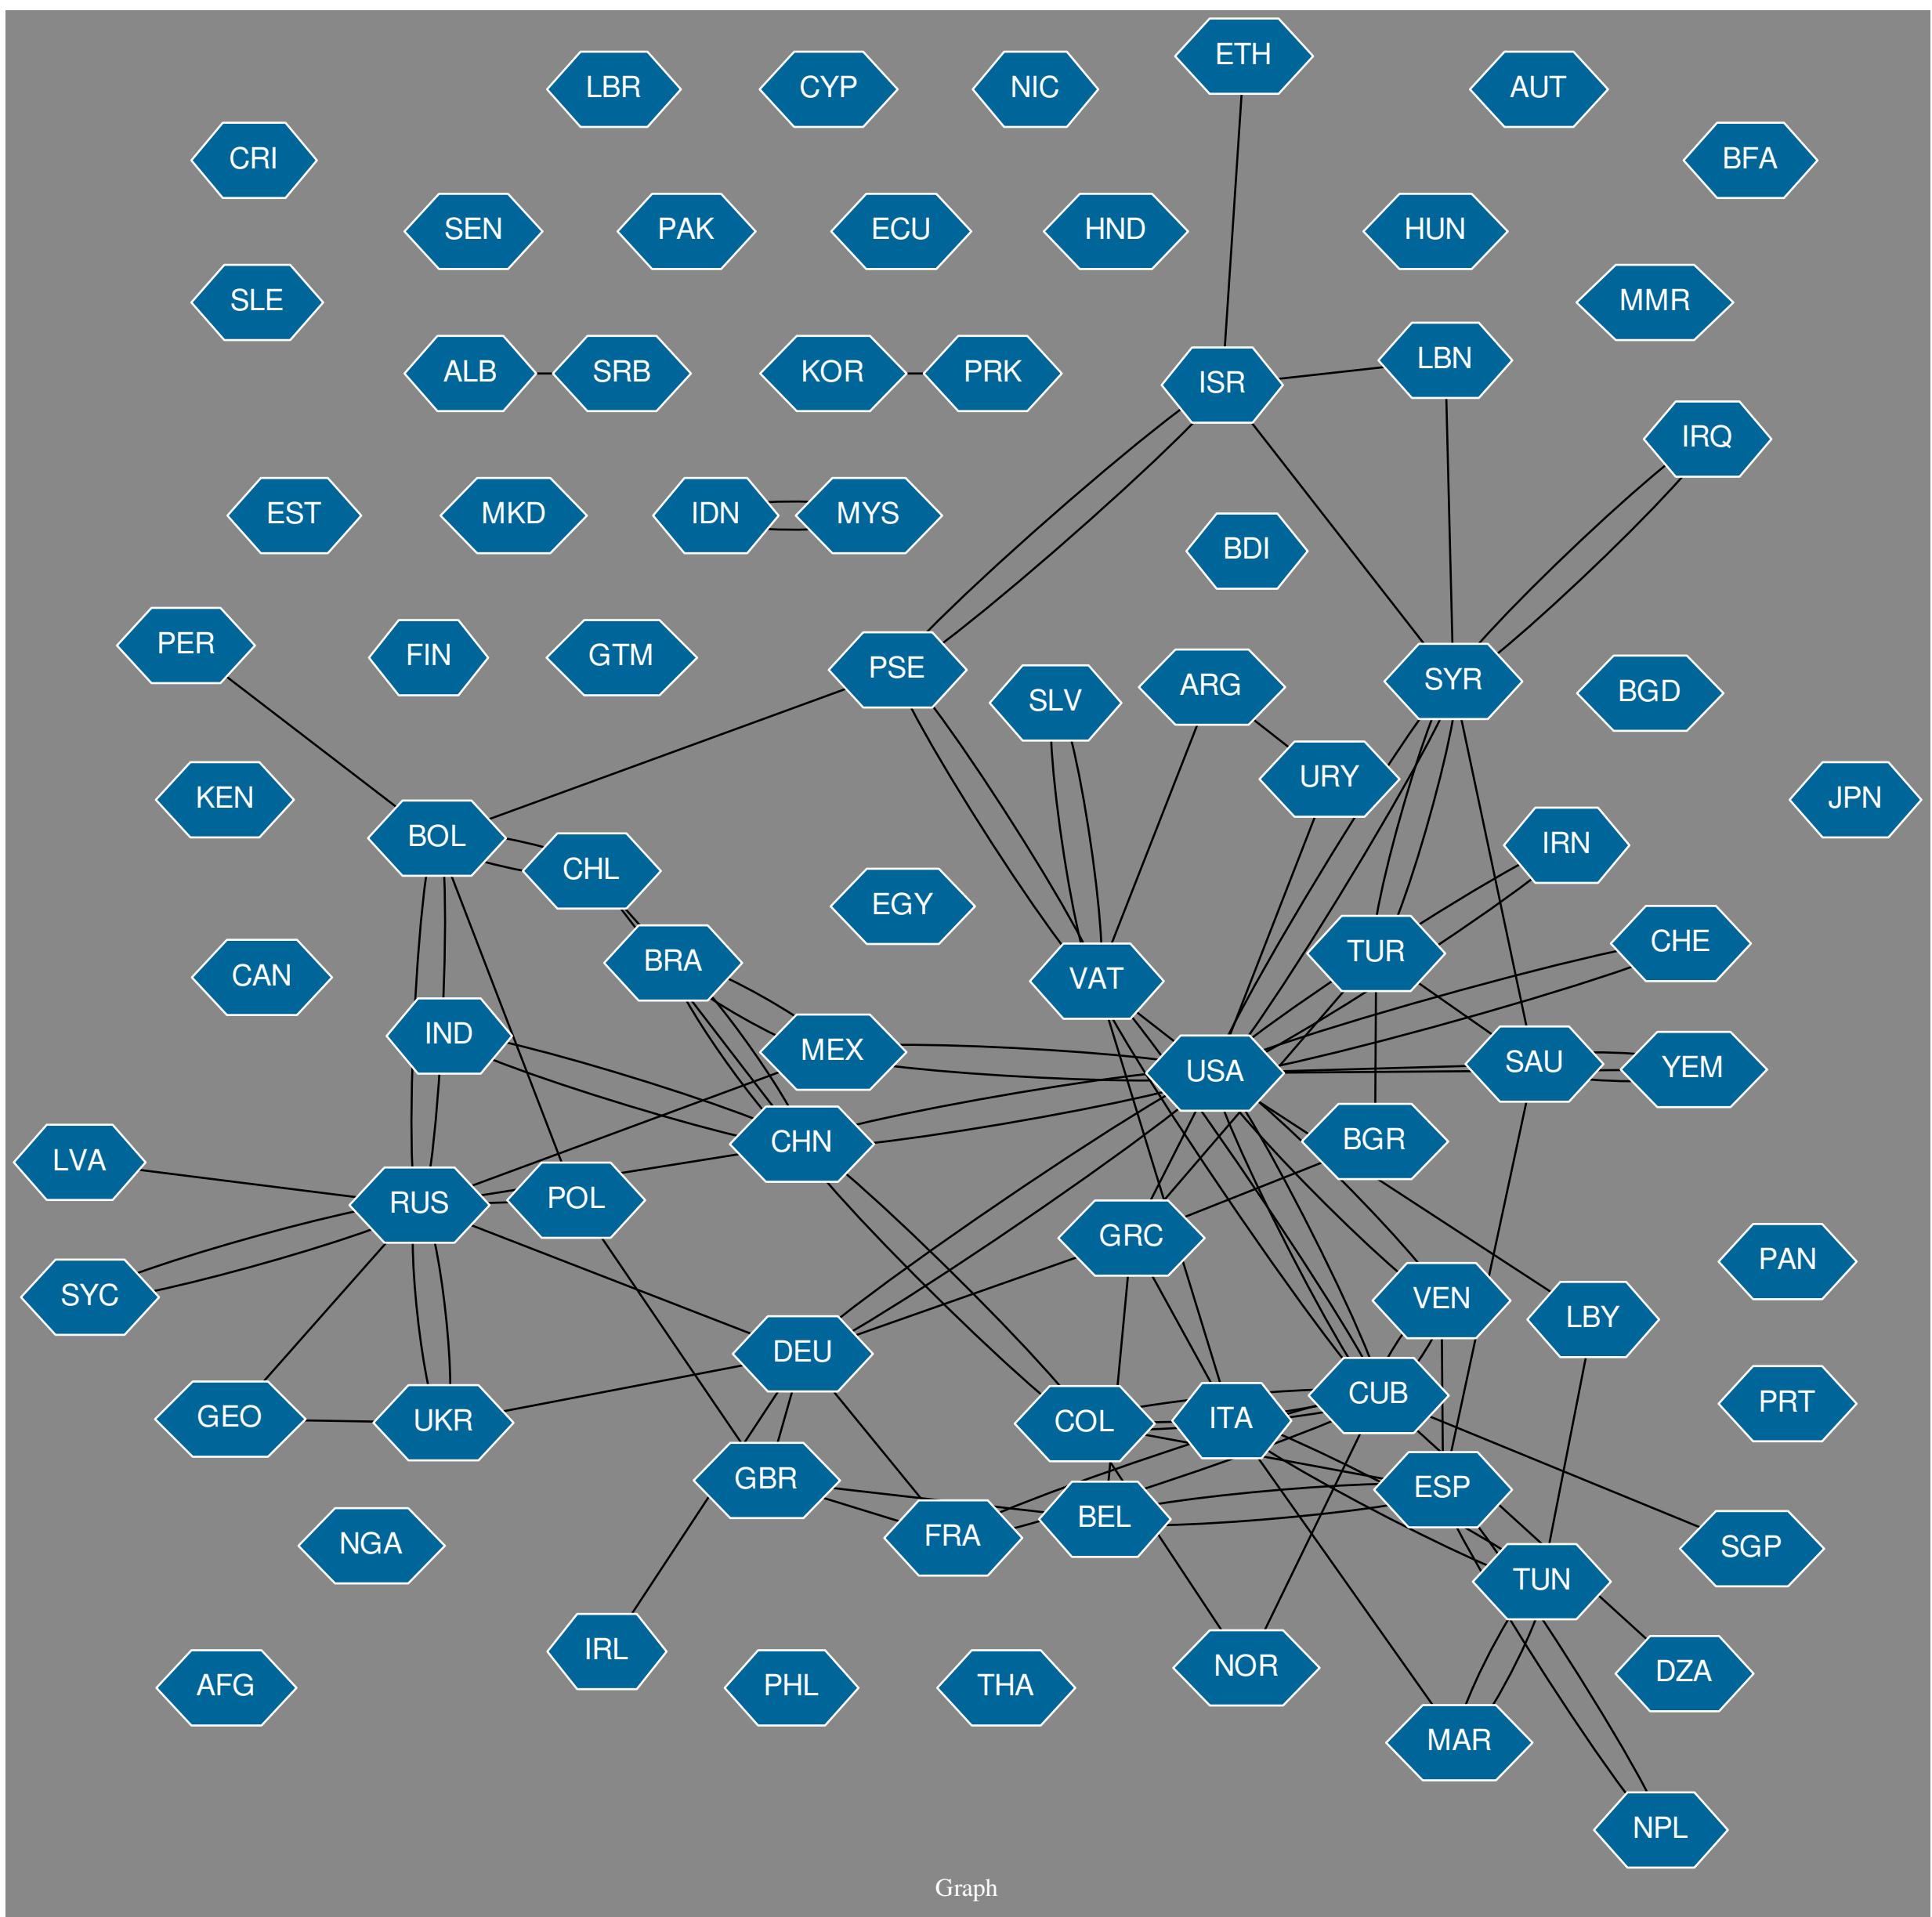 ETH
LBR
CYP
NIC
AUT
CRI
BFA
SEN
PAK
ECU
HND
HUN
SLE
MMR
LBN
ALB
SRB
KOR
PRK
ISR
IRQ
EST
MKD
IDN
MYS
BDI
PER
FIN
GTM
PSE
SLV
ARG
SYR
BGD
URY
KEN
JPN
BOL
CHL
IRN
EGY
CHE
TUR
BRA
CAN
VAT
IND
MEX
USA
SAU
YEM
CHN
BGR
LVA
RUS
POL
GRC
PAN
SYC
VEN
LBY
DEU
CUB
PRT
GEO
UKR
COL
ITA
GBR
ESP
BEL
FRA
NGA
SGP
TUN
IRL
NOR
DZA
AFG
PHL
THA
MAR
NPL
Graph